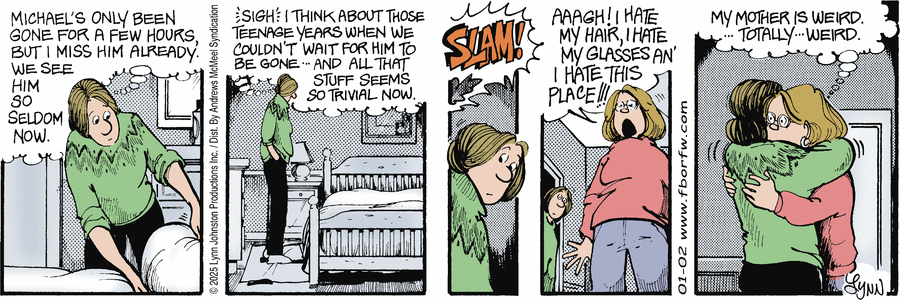 MICHAEL'S ONLY BEEN
GONE FOR A FEW HOURS,
BUT I MISS HIM ALREADY.
WE SEE
HIM
SO
SELDOM
NOW.
© 2025 Lynn Johnston Productions Inc. / Dist. By Andrews McMeel Syndication
SIGH! I THINK ABOUT THOSE
TEENAGE YEARS WHEN WE
COULDN'T WAIT FOR HIM TO
BE GONE... AND ALL THAT
STUFF SEEMS
SO TRIVIAL NOW.
SLAM!
AAAGH! I HATE
MY HAIR, I HATE
MY GLASSES AN'
I HATE THIS
PLACE!!!
01-02 www.fborfw.com
MY MOTHER IS WEIRD.
... TOTALLY... WEIRD.
LYNN